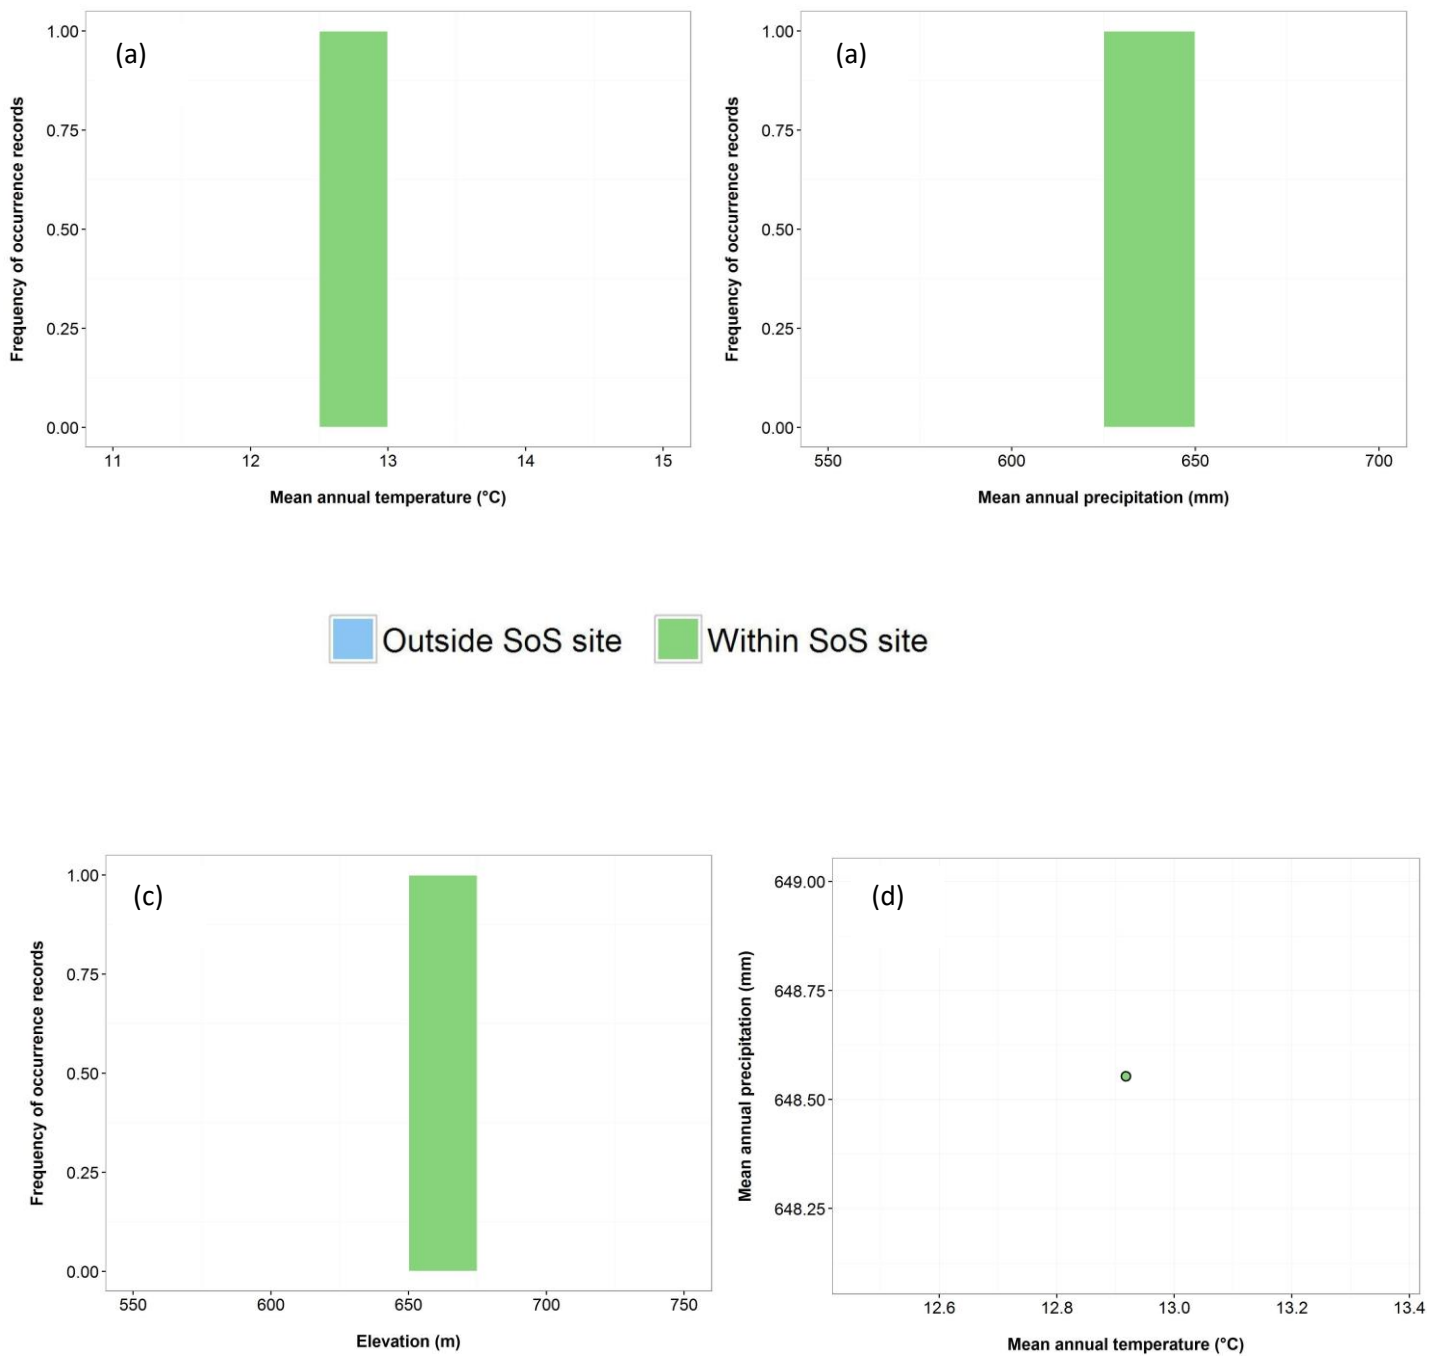 (a)
Frequency of occurrence records
1.00
0.75
0.50
0.25
0.00
11 12 13 14 15
Mean annual temperature (°C)
(a)
Frequency of occurrence records
1.00
0.75
0.50
0.25
0.00
550 600 650 700
Mean annual precipitation (mm)
Outside SoS site Within SoS site
(c)
Frequency of occurrence records
1.00
0.75
0.50
0.25
0.00
550 600 650 700 750
Elevation (m)
(d)
Mean annual precipitation (mm)
649.00
648.75
648.50
648.25
12.6 12.8 13.0 13.2 13.4
Mean annual temperature (°C)